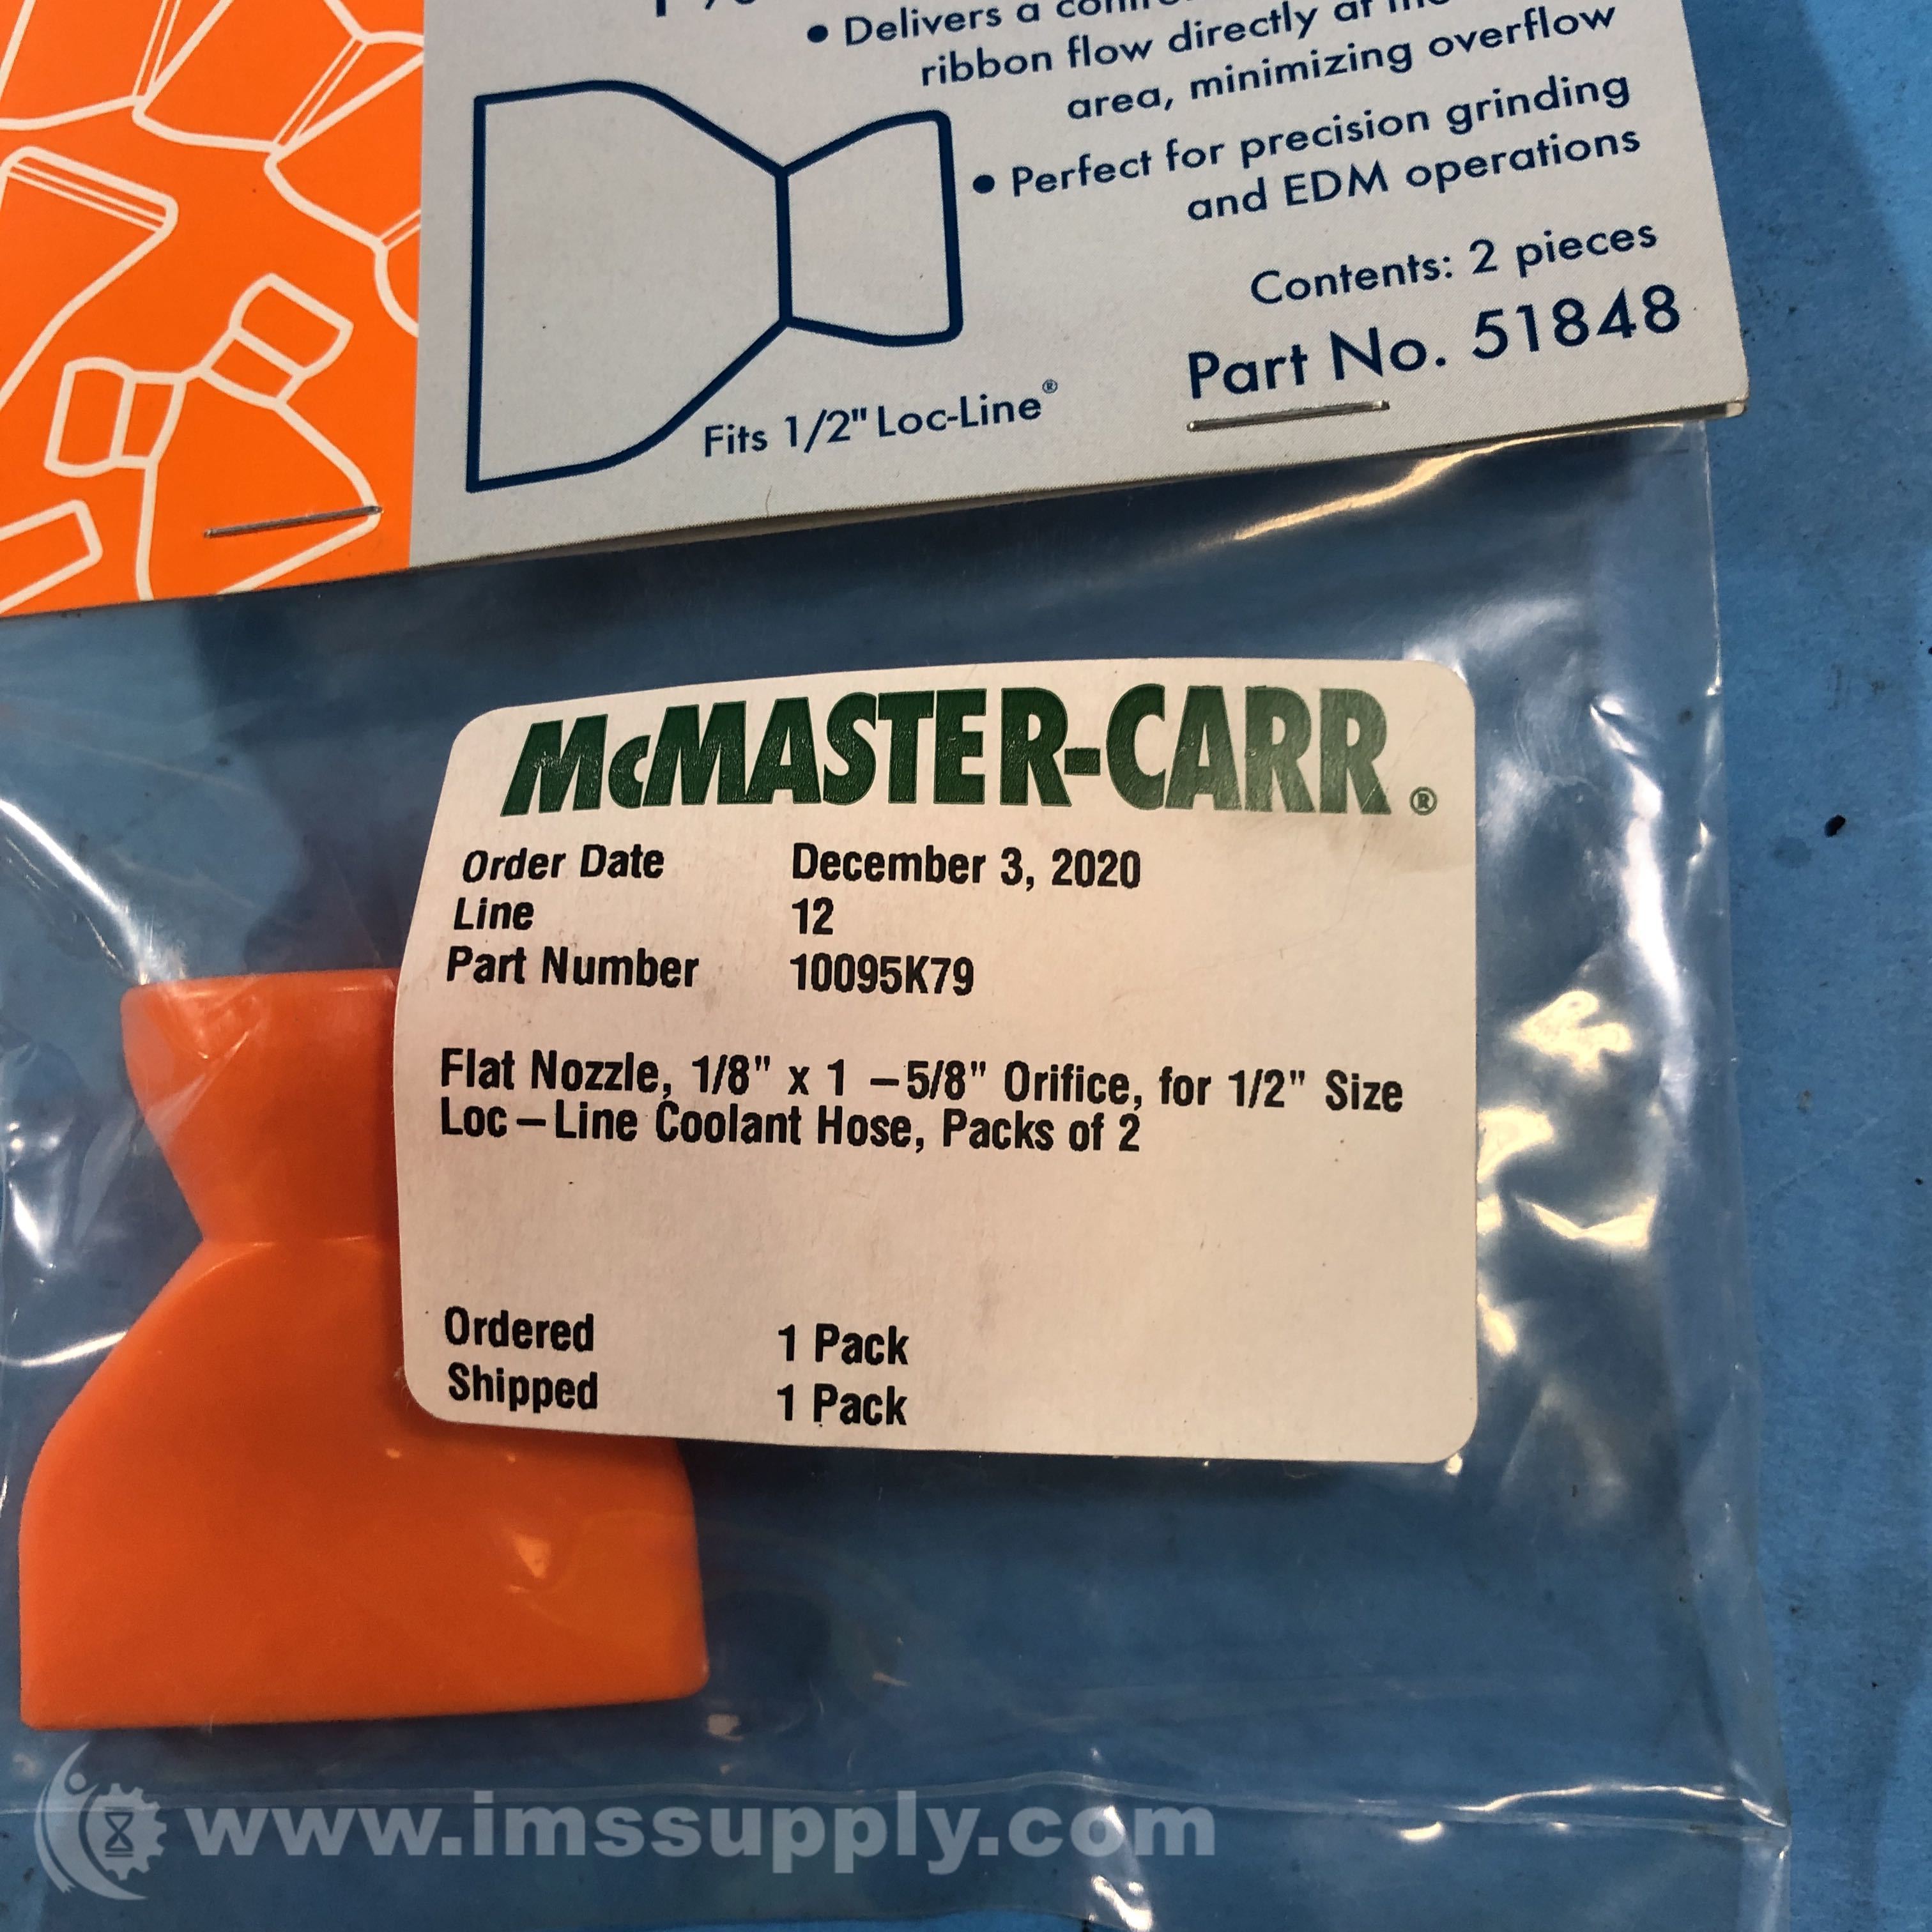 • Delivers a
ribbon flow directly at
area, minimizing overflow
• Perfect for precision grinding
and EDM operations
Contents: 2 pieces
Part No. 51848
Fits 1/2" Loc-Line®
McMASTER-CARR®
Order Date December 3, 2020
Line 12
Part Number 10095K79
Flat Nozzle, 1/8" x 1 – 5/8" Orifice, for 1/2" Size
Loc – Line Coolant Hose, Packs of 2
Ordered 1 Pack
Shipped 1 Pack
www.imssupply.com